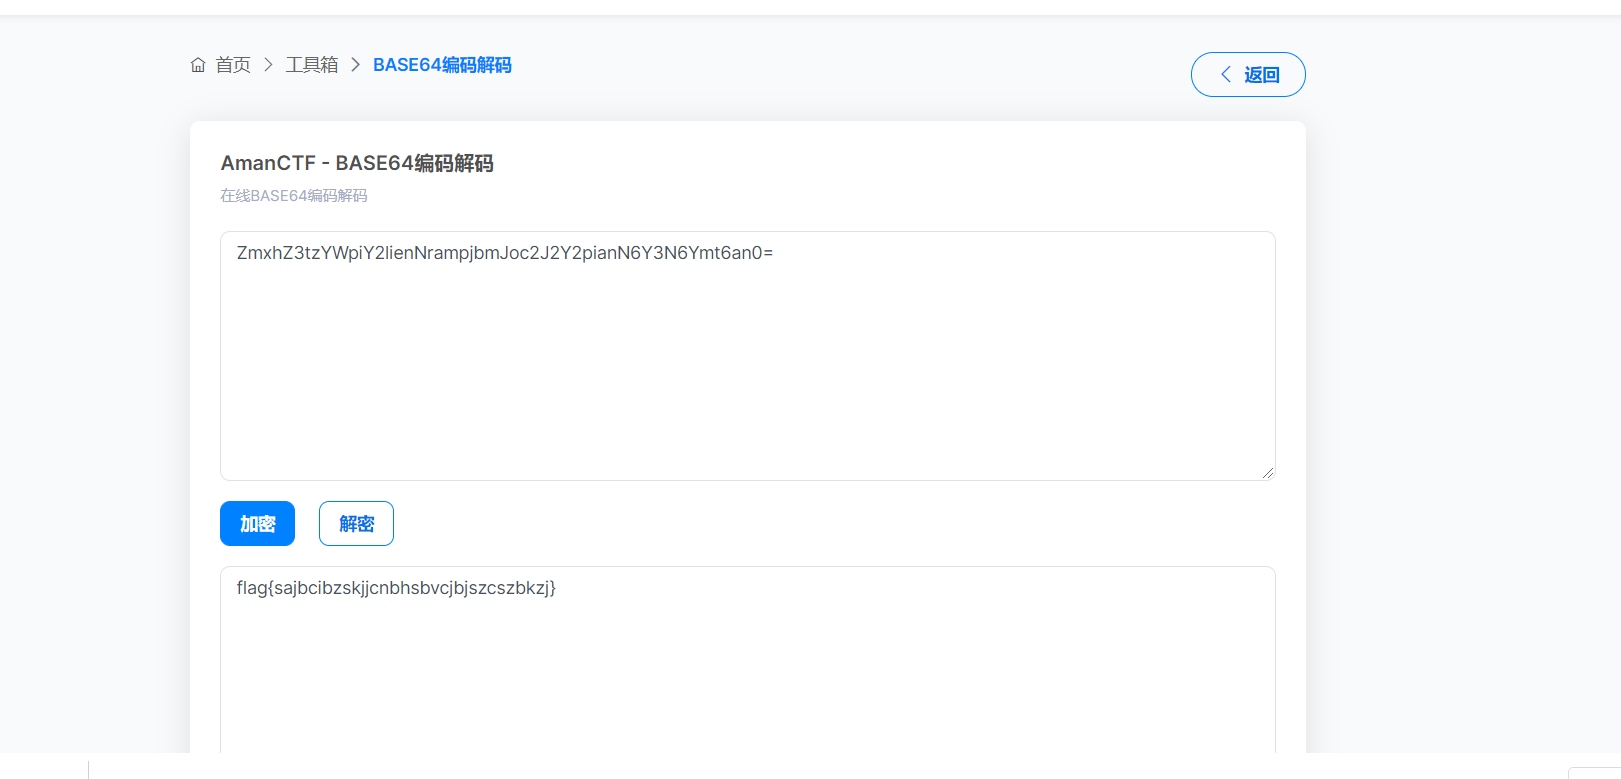 首页 > 工具箱 > BASE64编码解码
返回
AmanCTF - BASE64编码解码
在线BASE64编码解码
ZmxhZ3tzYWpiY2lienNrampjbmJoc2J2Y2pianN6Y3N6Ymt6an0=
加密 解密
flag{sajbcibzskjjcnbhsbvcjbjszcszbkzj}